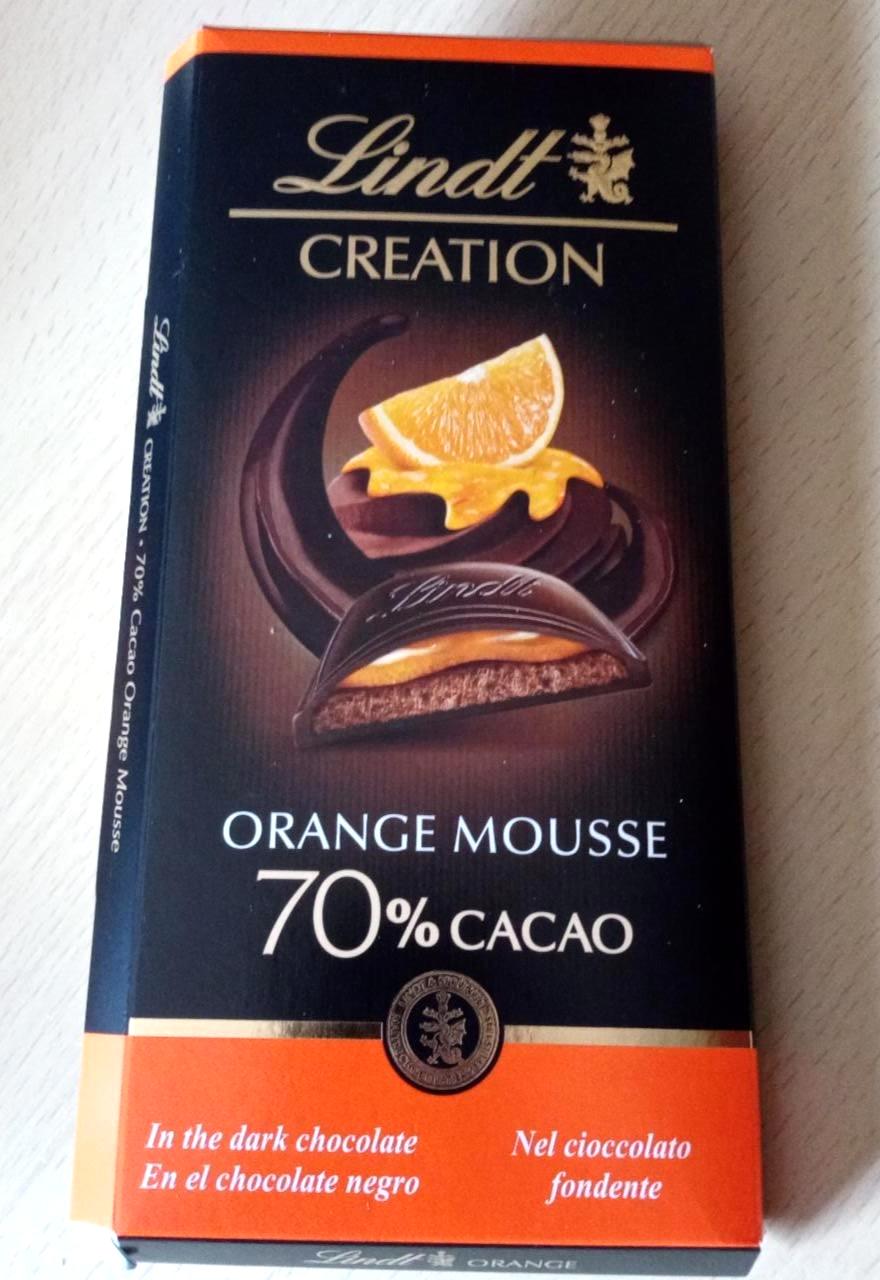 Lindt
CREATION
Lindt
ORANGE MOUSSE
70% CACAO
In the dark chocolate
En el chocolate negro
Nel cioccolato
fondente
Lindt CREATION • 70% Cacao Orange Mousse
Lindt ORANGE